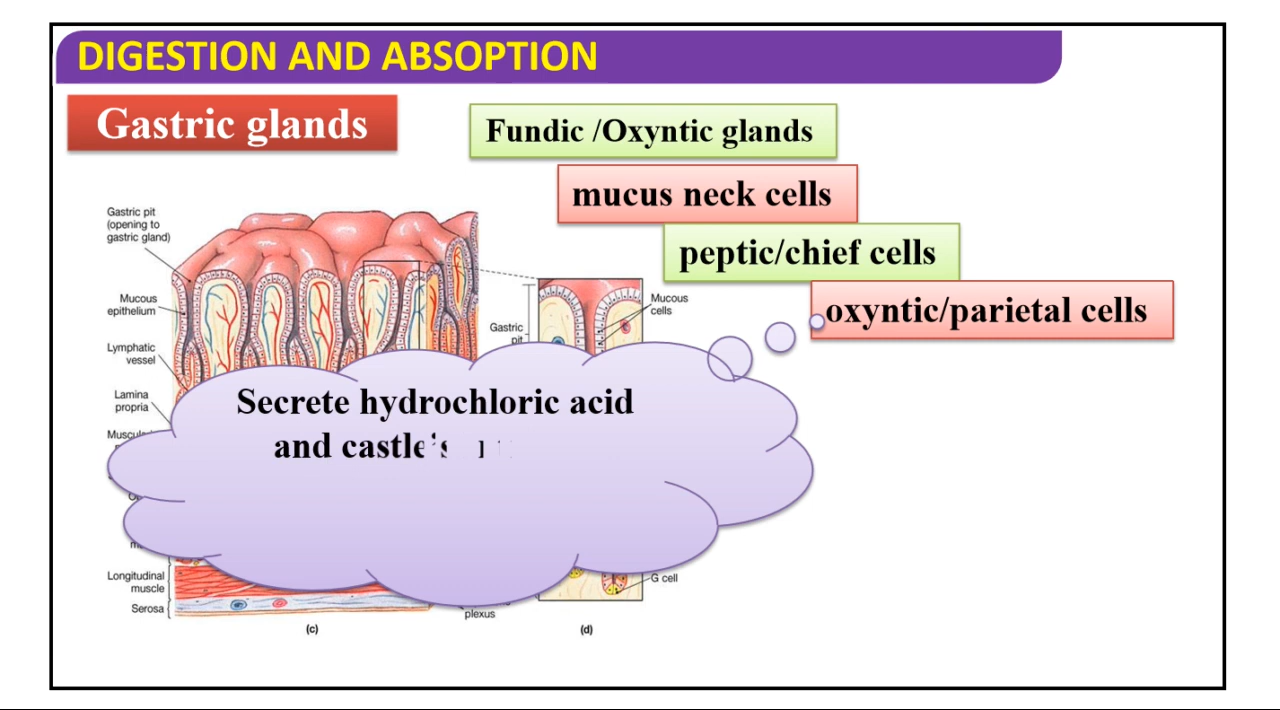 DIGESTION AND ABSOPTION
Gastric glands
Fundic /Oxyntic glands
mucus neck cells
peptic/chief cells
oxyntic/parietal cells
Secrete hydrochloric acid
and castle's
Gastric pit
(opening to
gastric gland)
Mucous
epithelium
Lymphatic
vessel
Lamina
propria
Longitudinal
muscle
Serosa
Gastric
pit
Mucous
cells
G cell
plexus
(c)
(d)